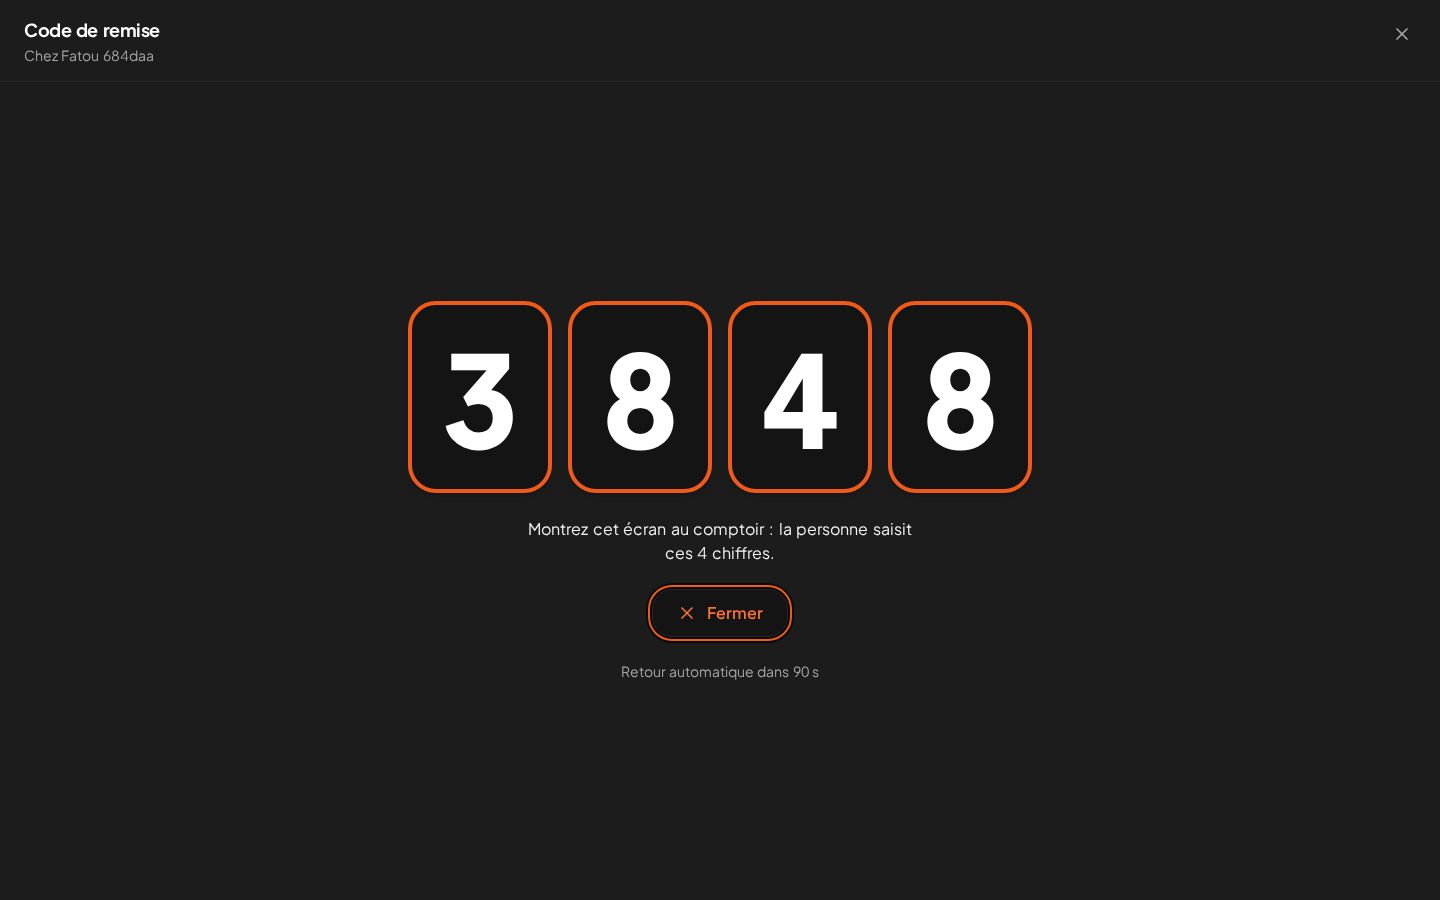 Code de remise
Chez Fatou 684daa
3 8 4 8
Montrez cet écran au comptoir : la personne saisit
ces 4 chiffres.
Fermer
Retour automatique dans 90 s